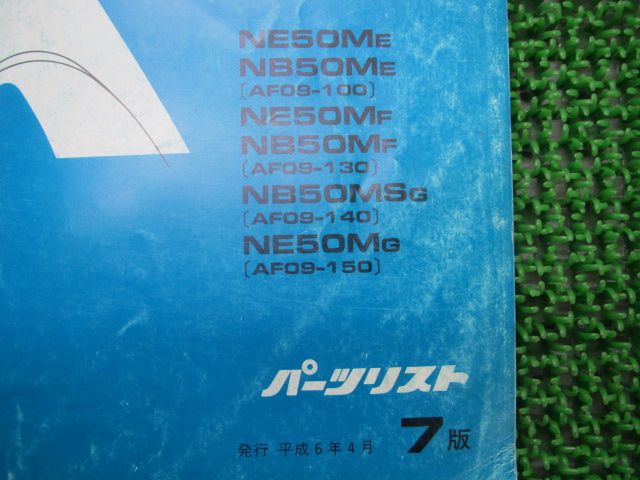 NE50ME
NB50ME
〔AF09-100〕
NE50MF
NB50MF
〔AF09-130〕
NB50MSG
〔AF09-140〕
NE50MG
〔AF09-150〕
パーツリスト
発行 平成6年4月 7版